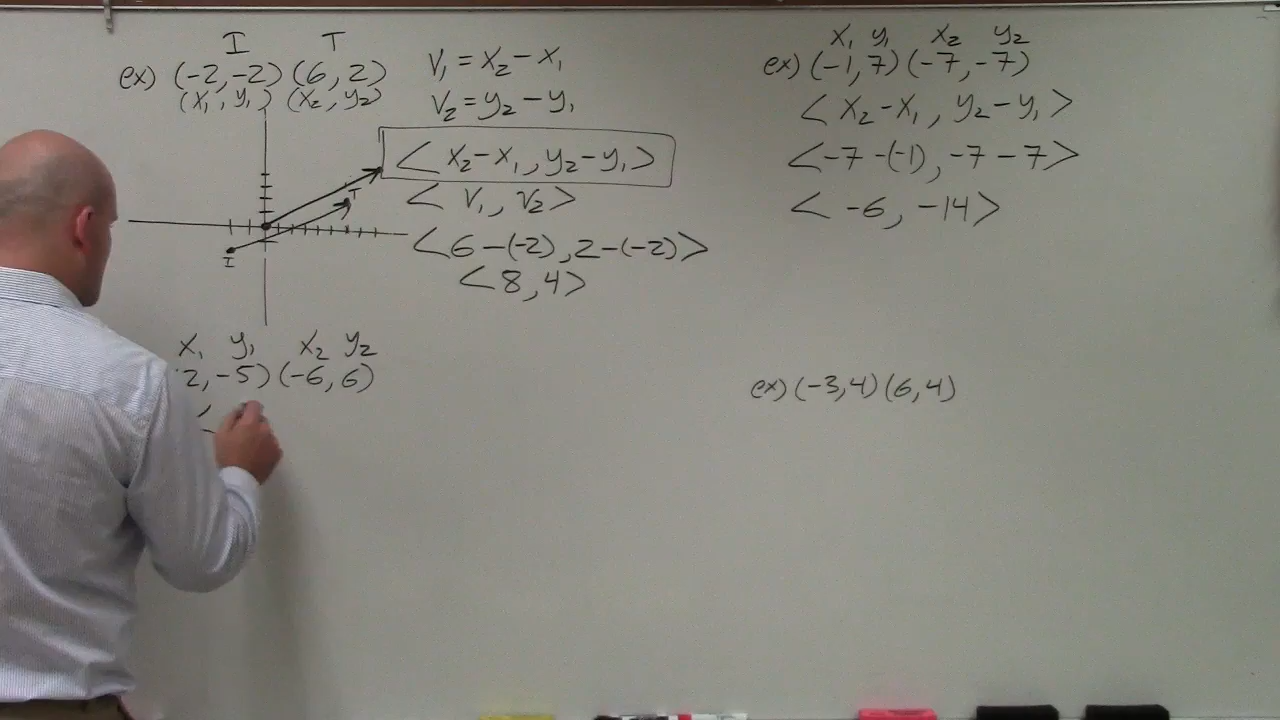 I T
ex) (-2,-2)(6,2)
(x₁,y₁) (x₂,y₂)
V₁ = x₂ - x₁
V₂ = y₂ - y₁
< x₂-x₁, y₂-y₁ >
< V₁, V₂ >
<6-(-2), 2-(-2)>
<8,4>
T
I
x₁ y₁ x₂ y₂
2,-5)(-6,6)
x₁ y₁ x₂ y₂
ex) (-1,7)(-7,-7)
< x₂-x₁, y₂-y₁ >
<-7-(-1), -7-7>
< -6, -14>
ex) (-3,4)(6,4)